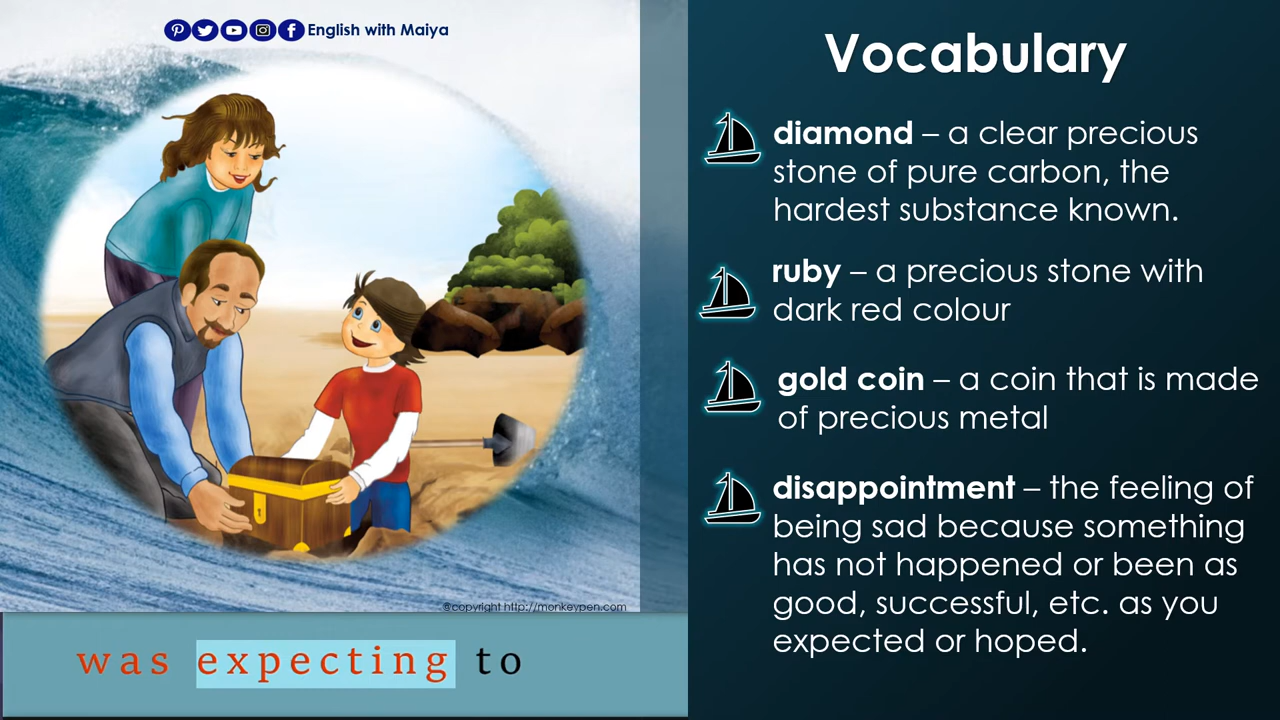 English with Maiya
Vocabulary
diamond – a clear precious
stone of pure carbon, the
hardest substance known.
ruby – a precious stone with
dark red colour
gold coin – a coin that is made
of precious metal
disappointment – the feeling of
being sad because something
has not happened or been as
good, successful, etc. as you
expected or hoped.
©copyright http://monkeypen.com
was expecting to